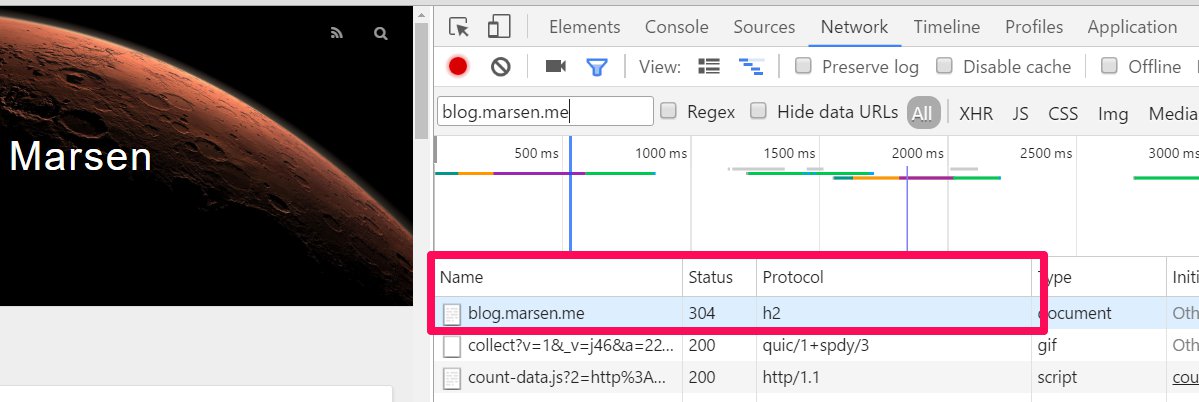 Marsen
Elements Console Sources Network Timeline Profiles Application
View: Preserve log Disable cache Offline
blog.marsen.me Regex Hide data URLs All XHR JS CSS Img Media
500 ms 1000 ms 1500 ms 2000 ms 2500 ms 3000 ms
Name Status Protocol Type Initi
blog.marsen.me 304 h2 document Oth
collect?v=1&_v=j46&a=22... 200 quic/1+spdy/3 gif Oth
count-data.js?2=http%3A... 200 http/1.1 script cou